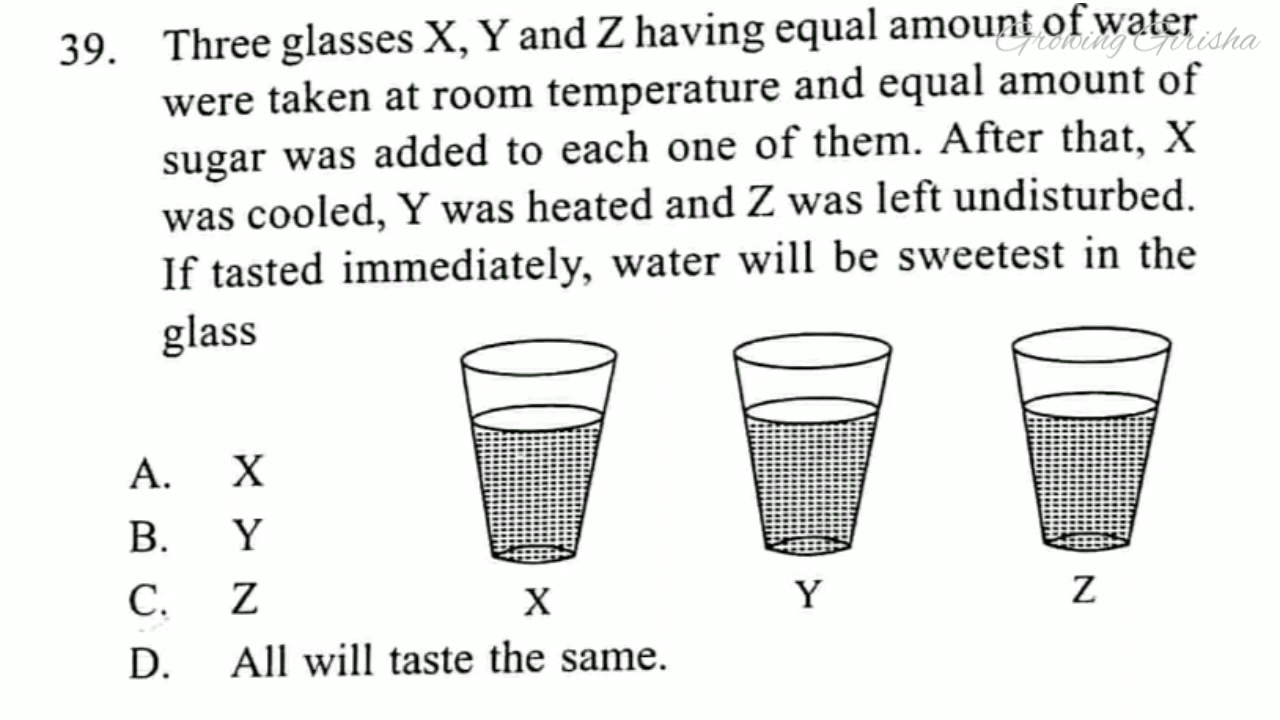 Growing Girisha
39. Three glasses X, Y and Z having equal amount of water
were taken at room temperature and equal amount of
sugar was added to each one of them. After that, X
was cooled, Y was heated and Z was left undisturbed.
If tasted immediately, water will be sweetest in the
glass
A. X
B. Y
C. Z
D. All will taste the same.
X Y Z